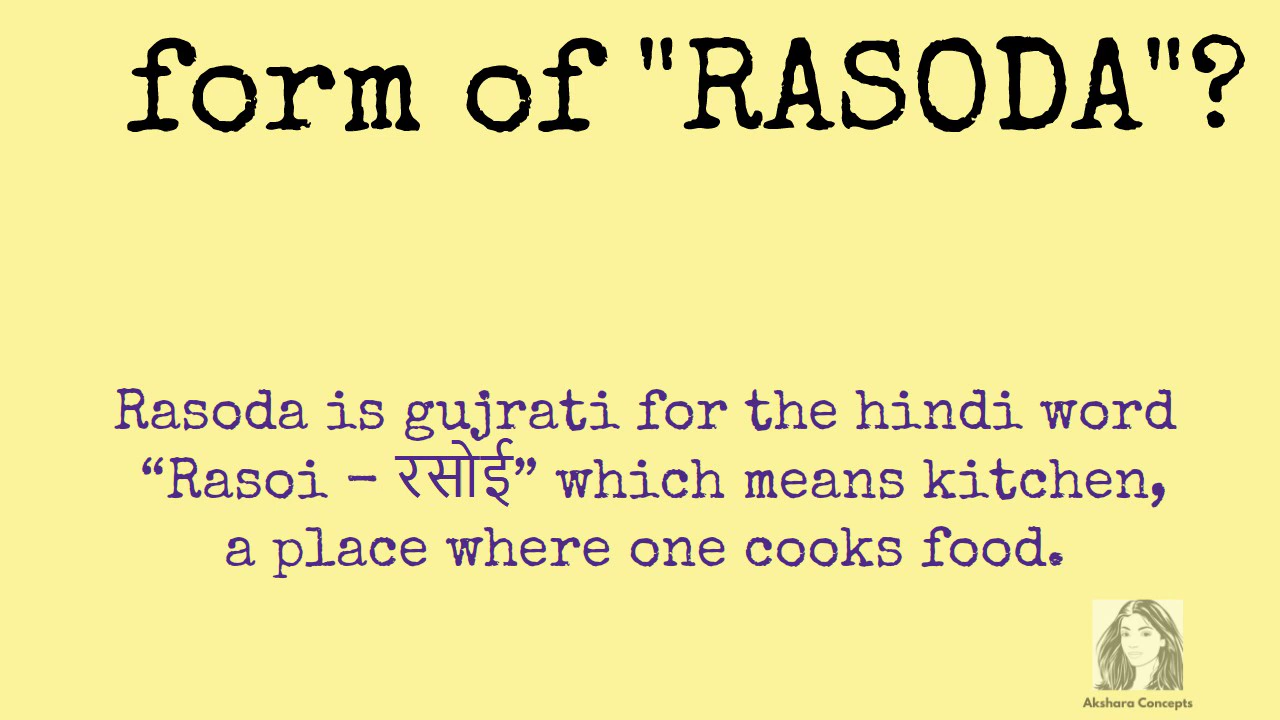 form of "RASODA"?
Rasoda is gujrati for the hindi word
“Rasoi - रसोई” which means kitchen,
a place where one cooks food.
Akshara Concepts